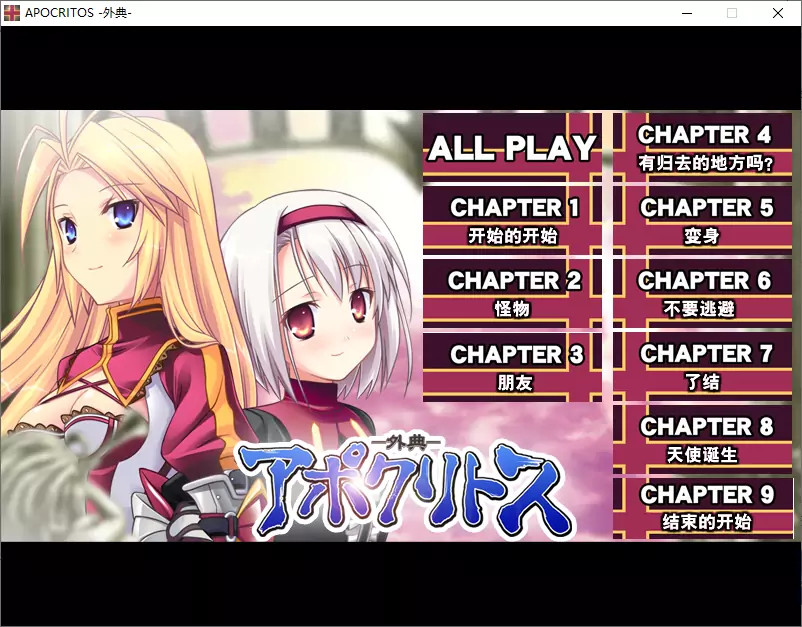 APOCRITOS -外典-
ALL PLAY
CHAPTER 1
开始的开始
CHAPTER 2
怪物
CHAPTER 3
朋友
CHAPTER 4
有归去的地方吗?
CHAPTER 5
变身
CHAPTER 6
不要逃避
CHAPTER 7
了结
CHAPTER 8
天使诞生
CHAPTER 9
结束的开始
―外典―
アポクリトス